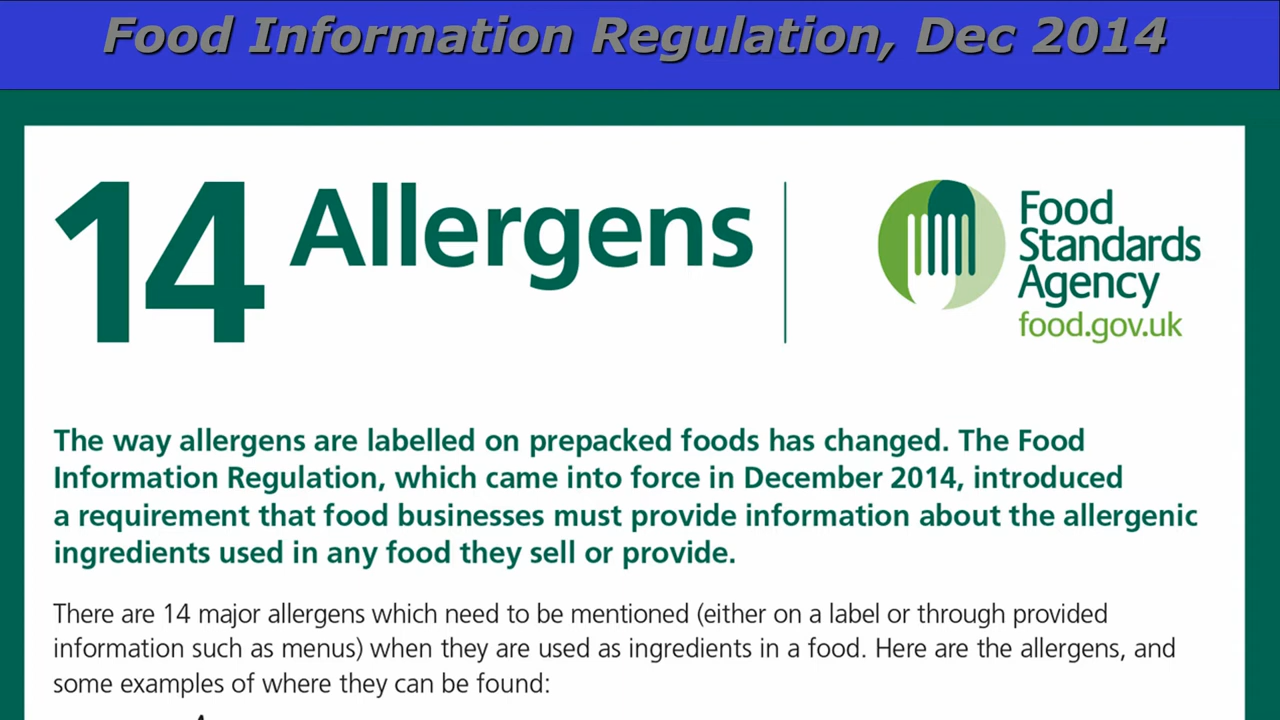 Food Information Regulation, Dec 2014
14 Allergens
Food
Standards
Agency
food.gov.uk
The way allergens are labelled on prepacked foods has changed. The Food
Information Regulation, which came into force in December 2014, introduced
a requirement that food businesses must provide information about the allergenic
ingredients used in any food they sell or provide.
There are 14 major allergens which need to be mentioned (either on a label or through provided
information such as menus) when they are used as ingredients in a food. Here are the allergens, and
some examples of where they can be found: